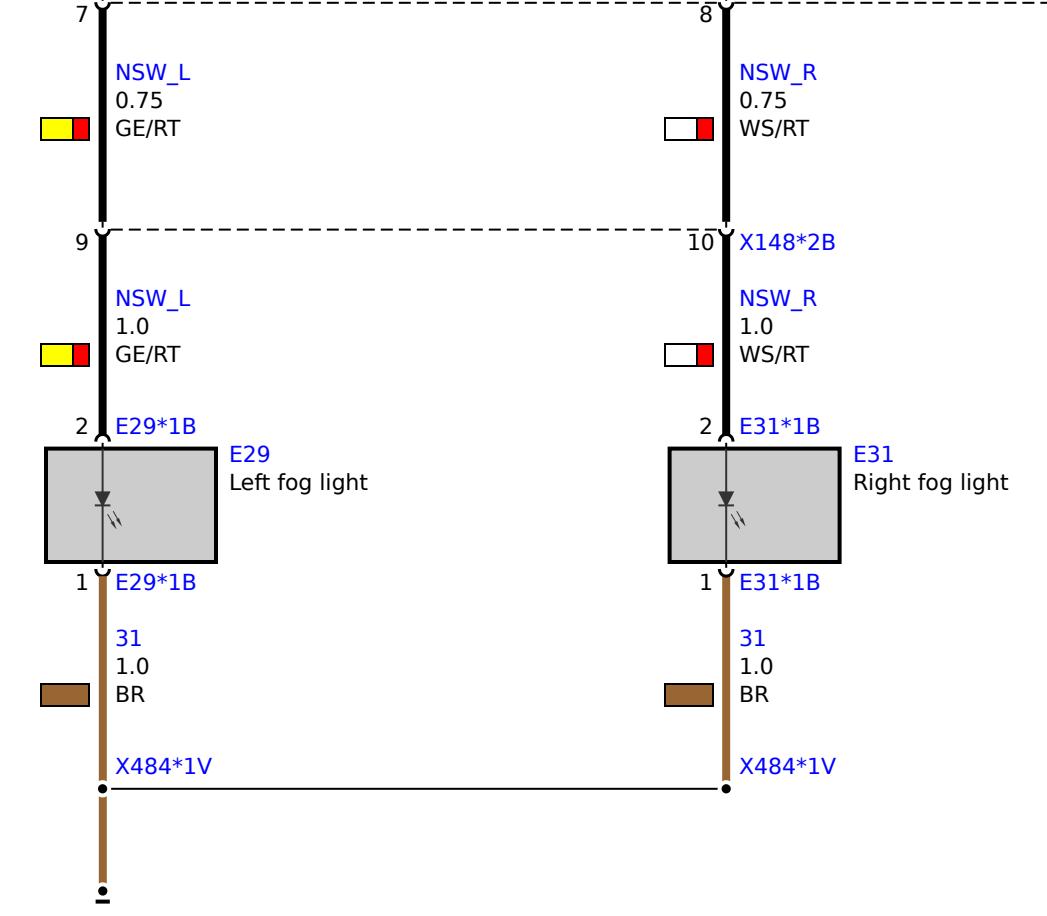 7
8
NSW_L
0.75
GE/RT
NSW_R
0.75
WS/RT
9
10 X148*2B
NSW_L
1.0
GE/RT
NSW_R
1.0
WS/RT
2 E29*1B
2 E31*1B
E29
Left fog light
E31
Right fog light
1 E29*1B
1 E31*1B
31
1.0
BR
31
1.0
BR
X484*1V
X484*1V